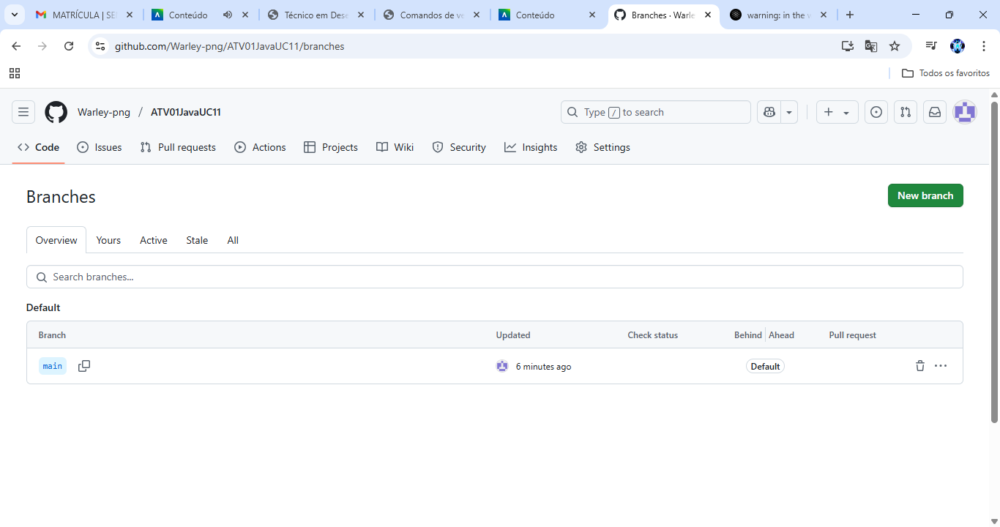 MATRÍCULA | SE
Conteúdo
Técnico em Dese
Comandos de ve
Conteúdo
Branches · Warle
warning: in the w
github.com/Warley-png/ATV01JavaUC11/branches
Todos os favoritos
Warley-png / ATV01JavaUC11
Type / to search
Code Issues Pull requests Actions Projects Wiki Security Insights Settings
Branches
New branch
Overview Yours Active Stale All
Search branches...
Default
Branch Updated Check status Behind Ahead Pull request
main 6 minutes ago Default